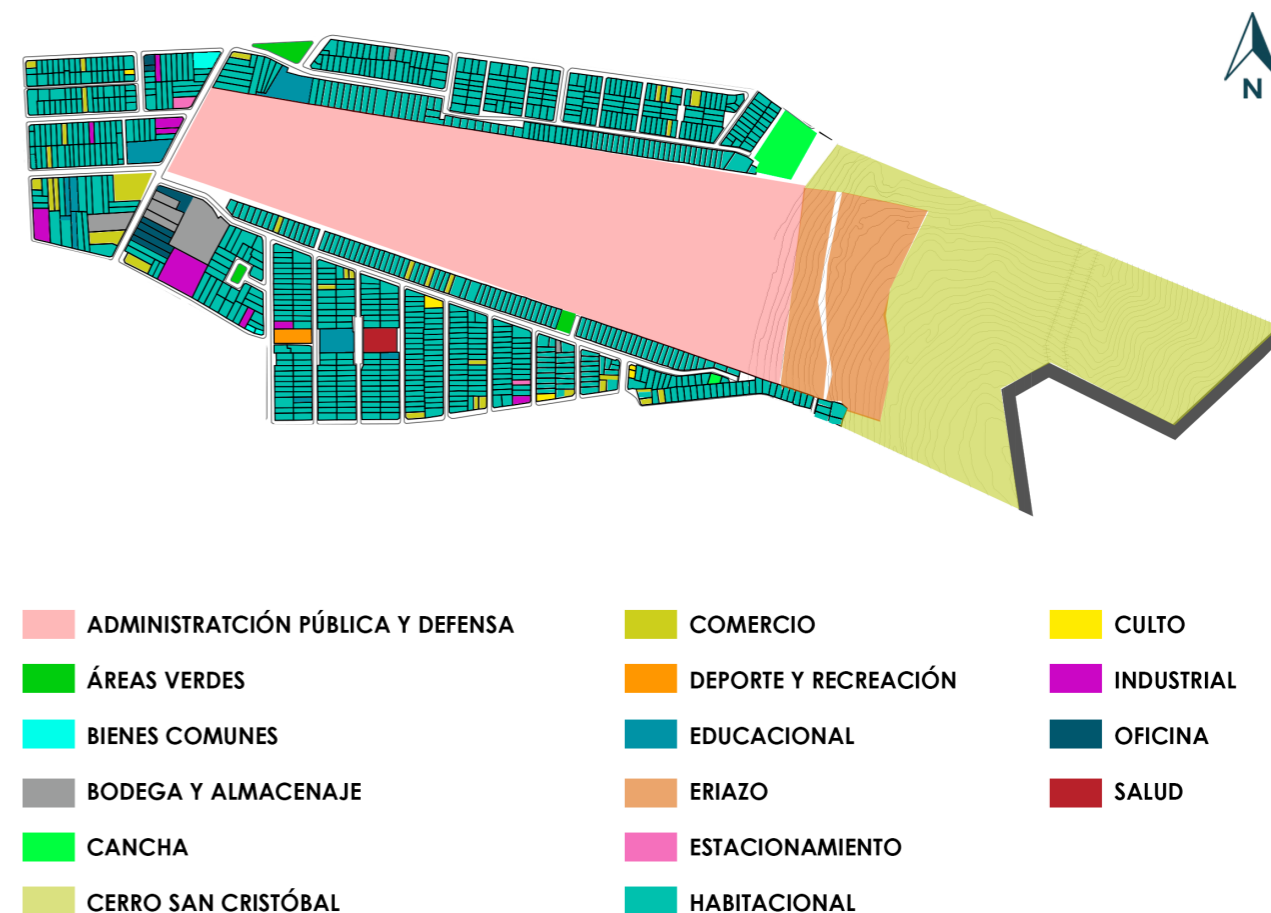 N
ADMINISTRATCIÓN PÚBLICA Y DEFENSA
ÁREAS VERDES
BIENES COMUNES
BODEGA Y ALMACENAJE
CANCHA
CERRO SAN CRISTÓBAL
COMERCIO
DEPORTE Y RECREACIÓN
EDUCACIONAL
ERIAZO
ESTACIONAMIENTO
HABITACIONAL
CULTO
INDUSTRIAL
OFICINA
SALUD